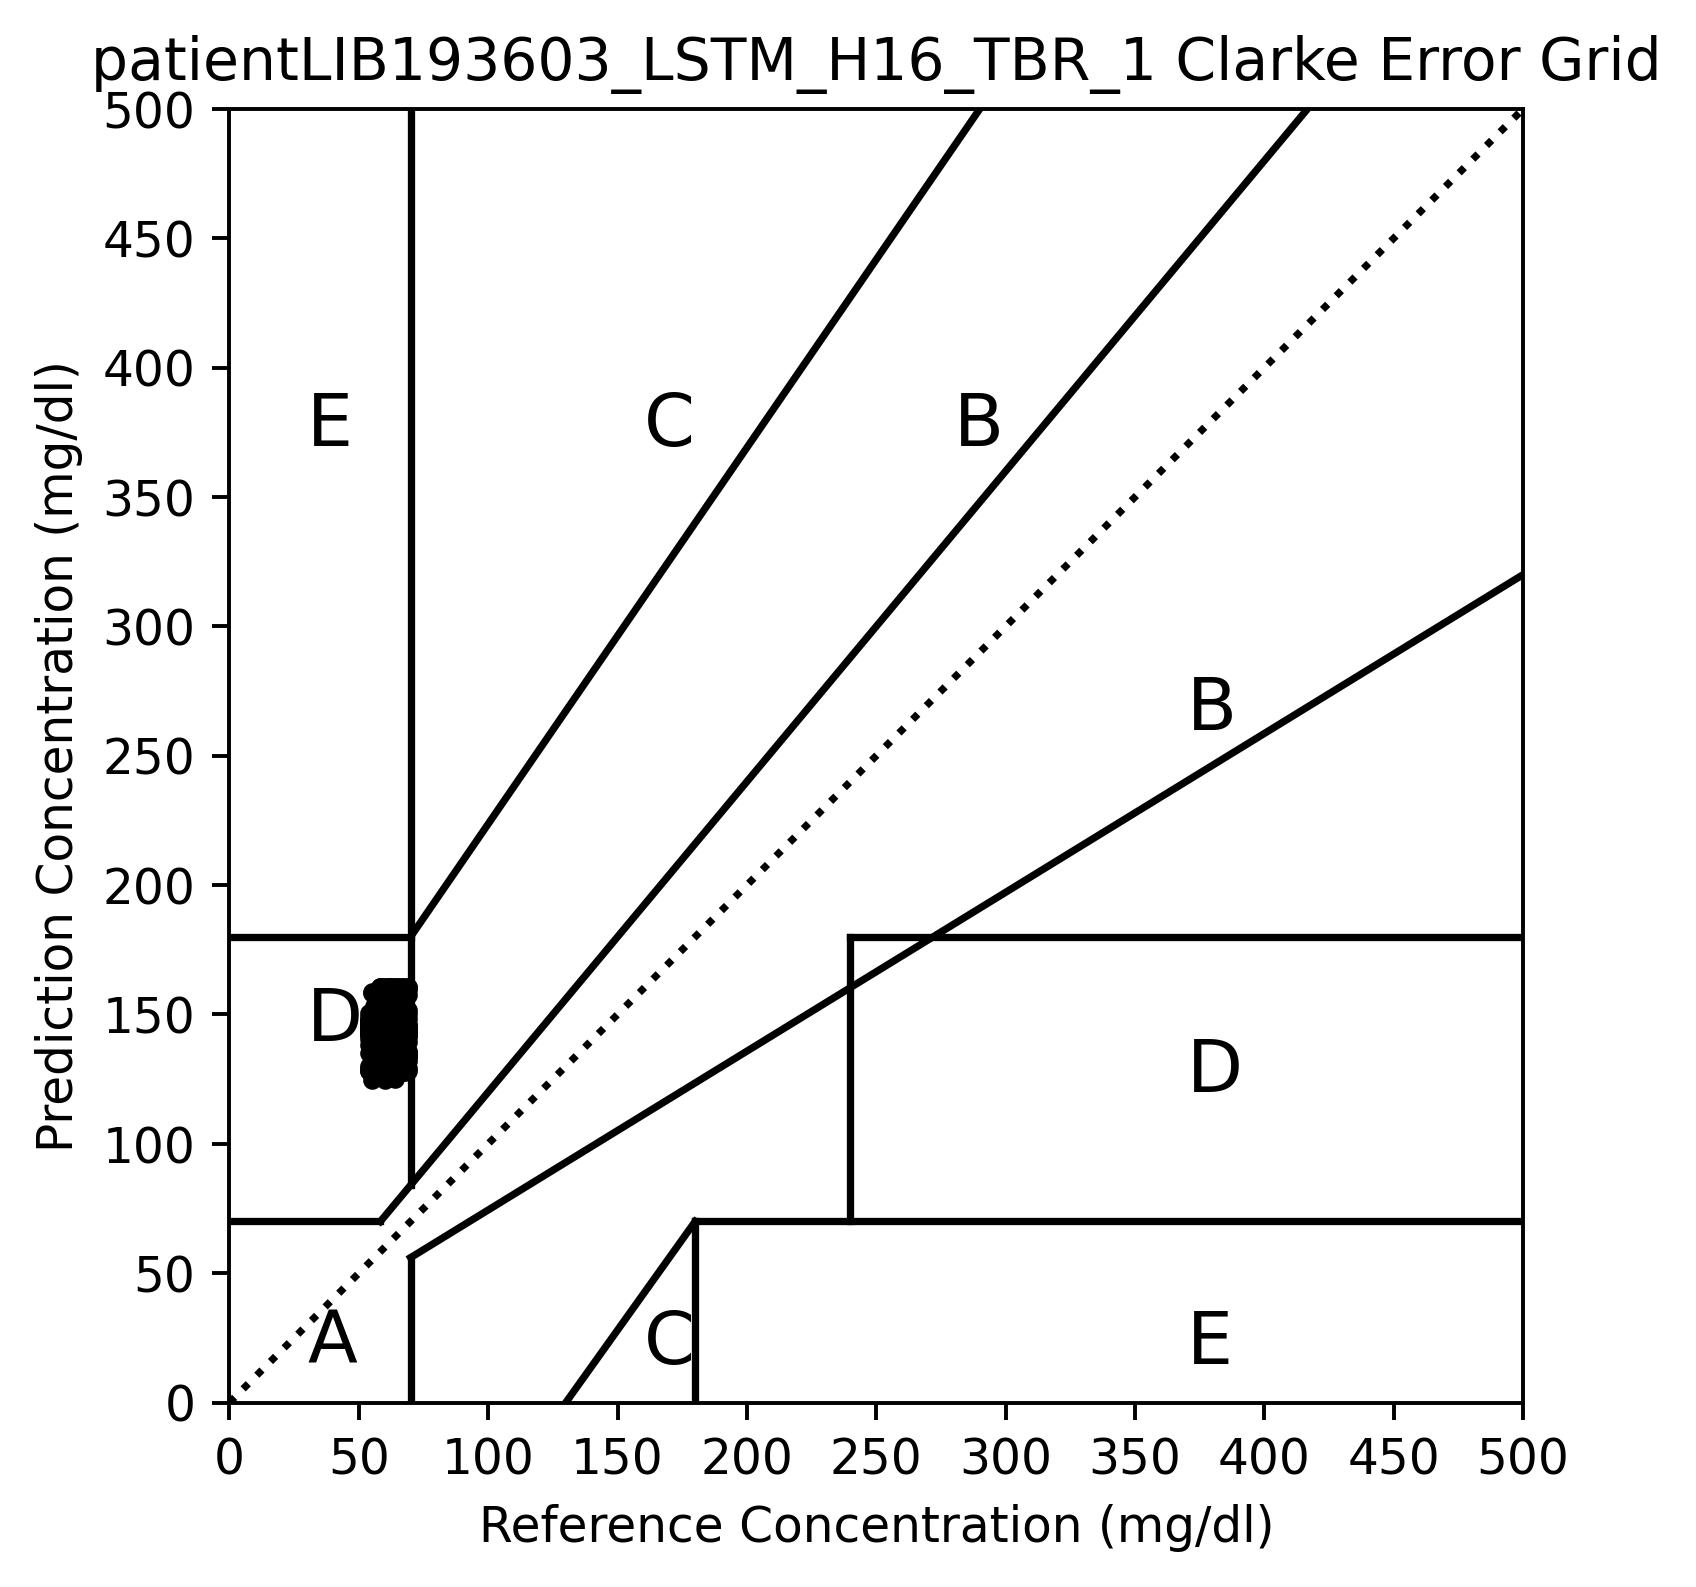 patientLIB193603_LSTM_H16_TBR_1 Clarke Error Grid
500
450
400
350
300
250
200
150
100
50
0
Prediction Concentration (mg/dl)
E
C
B
B
D
D
A
C
E
0 50 100 150 200 250 300 350 400 450 500
Reference Concentration (mg/dl)